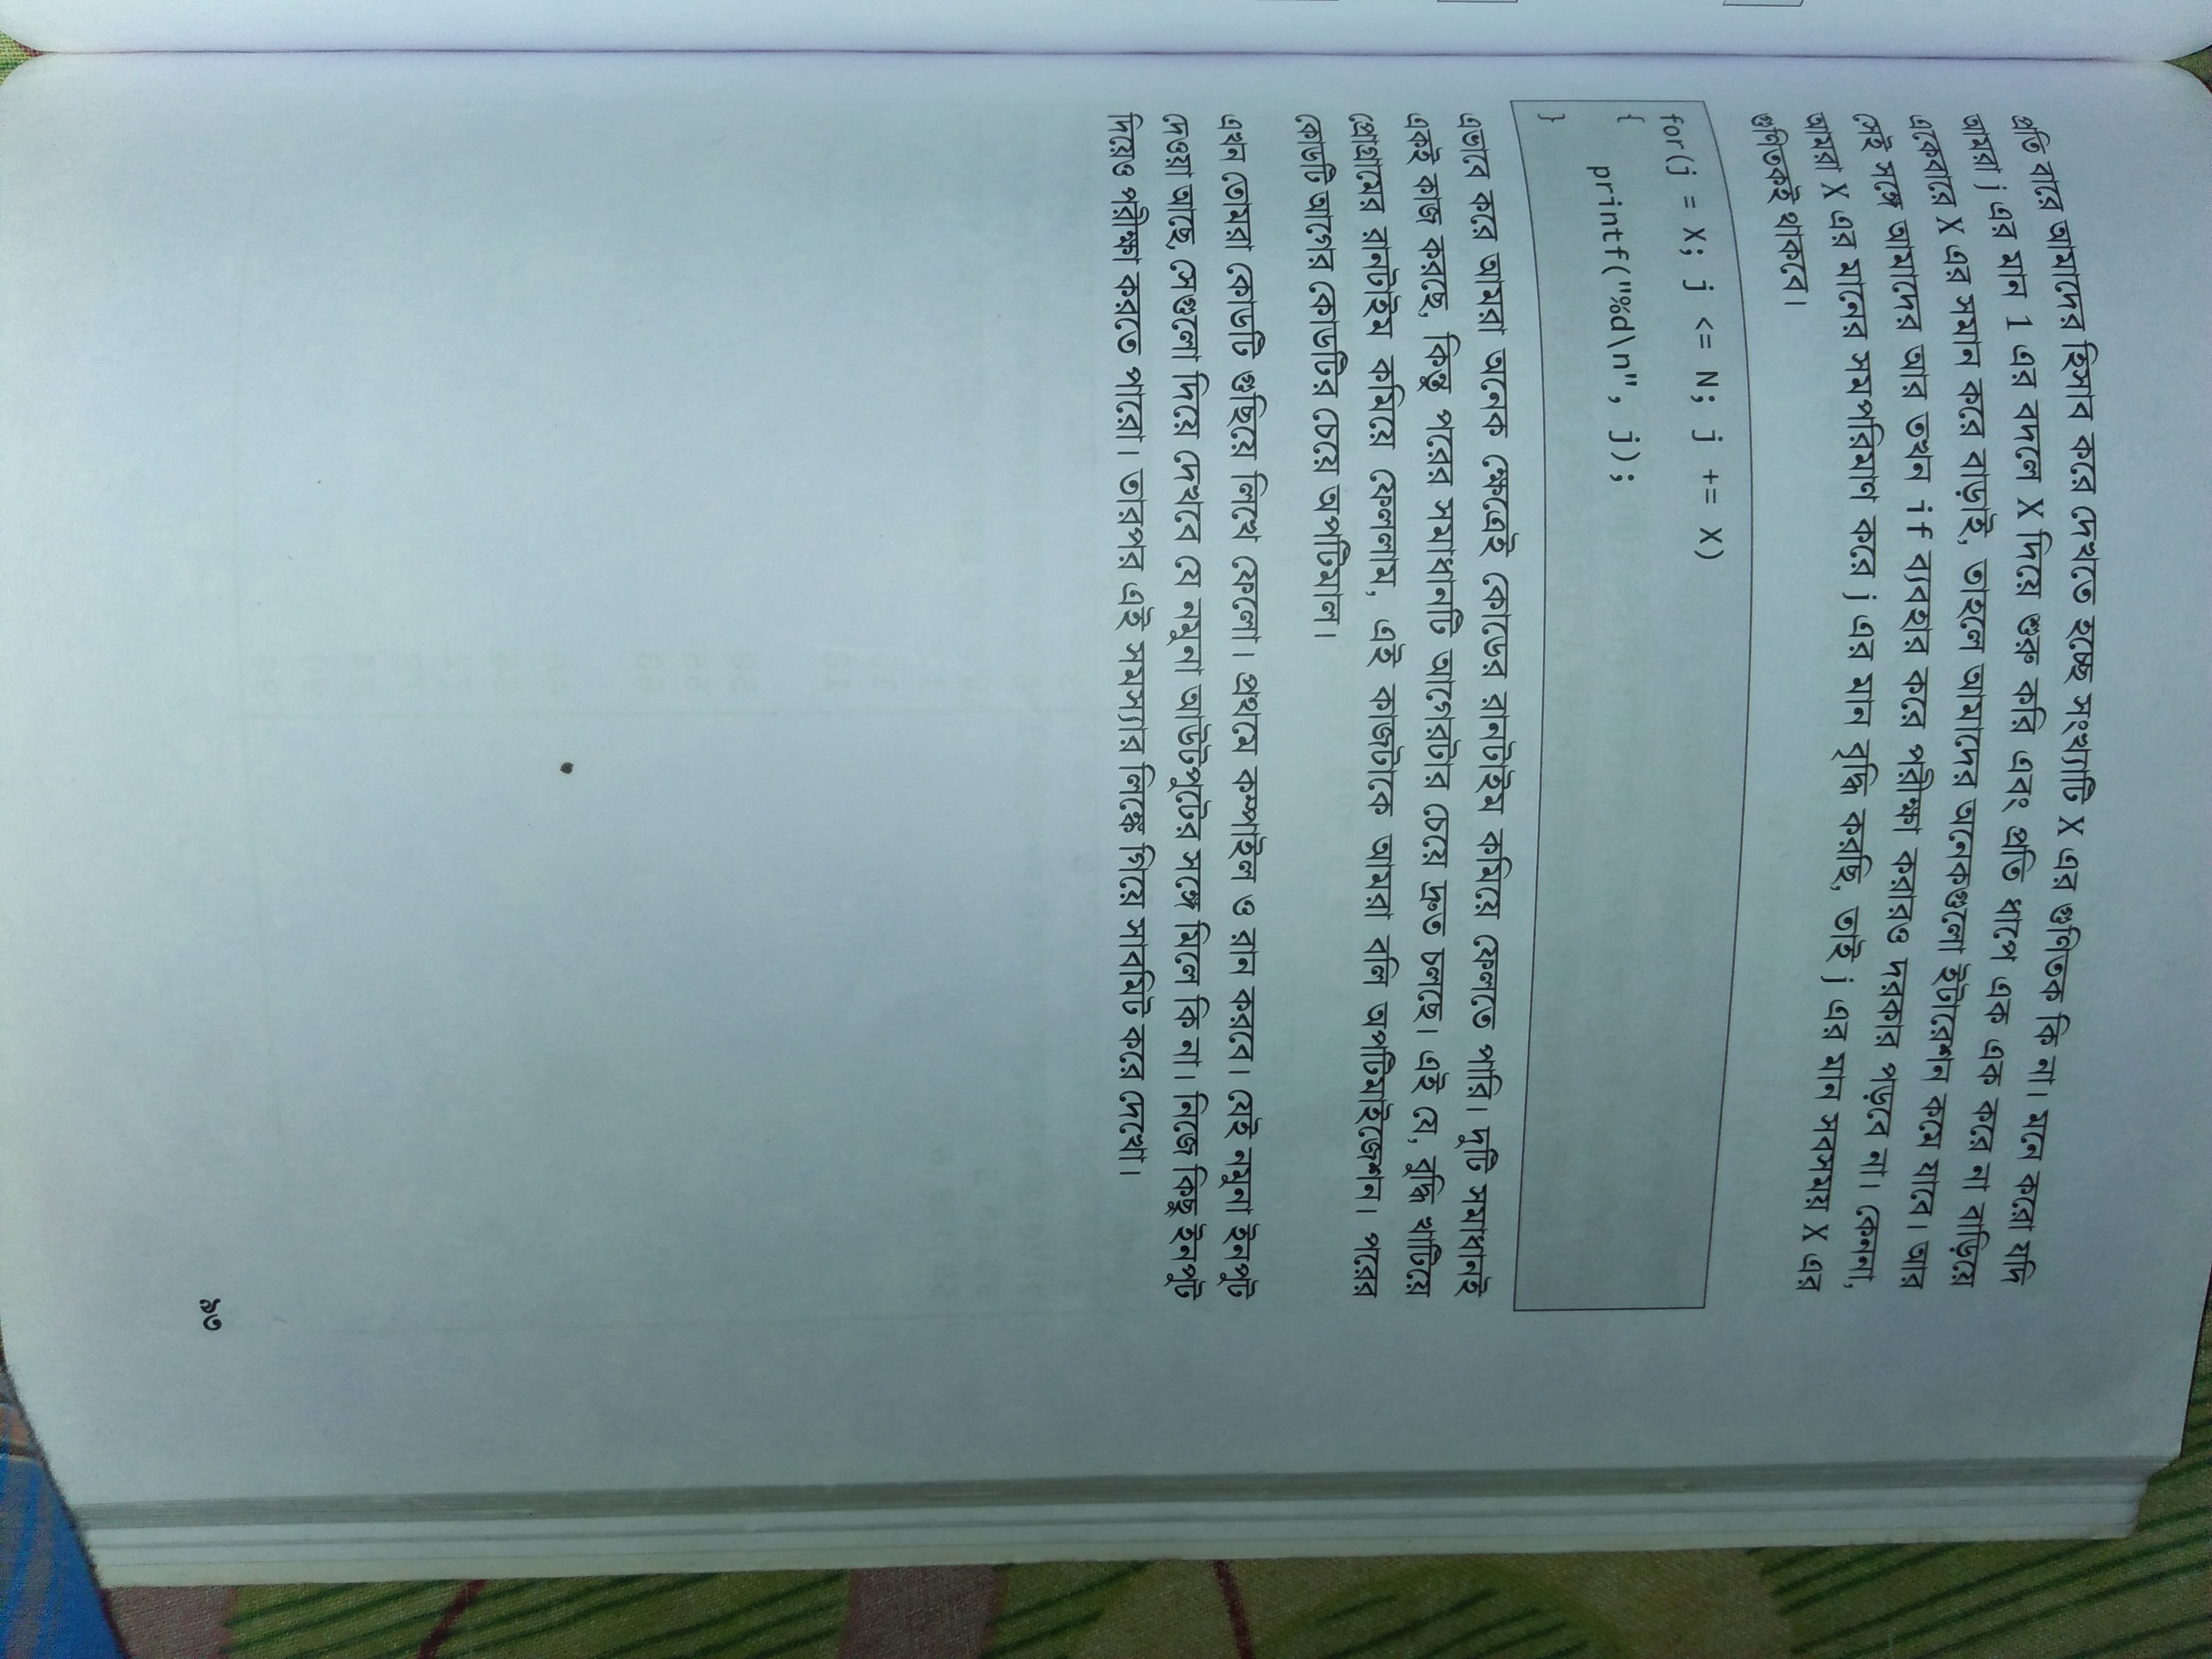 প্রতি বারে আমাদের হিসাব করে দেখতে হচ্ছে সংখ্যাটি X এর গুণিতক কি না। মনে করো যদি
আমরা j এর মান 1 এর বদলে X দিয়ে শুরু করি এবং প্রতি ধাপে এক এক করে না বাড়িয়ে
একেবারে X এর সমান করে বাড়াই, তাহলে আমাদের অনেকগুলো ইটারেশন কমে যাবে। আর
সেই সঙ্গে আমাদের আর তখন if ব্যবহার করে পরীক্ষা করারও দরকার পড়বে না। কেননা,
আমরা X এর মানের সমপরিমাণ করে j এর মান বৃদ্ধি করছি, তাই j এর মান সবসময় X এর
গুণিতকই থাকবে।
for(j = X; j <= N; j += X)
{
printf("%d\n", j);
}
এভাবে করে আমরা অনেক ক্ষেত্রেই কোডের রানটাইম কমিয়ে ফেলতে পারি। দুটি সমাধানই
একই কাজ করছে, কিন্তু পরের সমাধানটি আগেরটার চেয়ে দ্রুত চলছে। এই যে, বুদ্ধি খাটিয়ে
প্রোগ্রামের রানটাইম কমিয়ে ফেললাম, এই কাজটাকে আমরা বলি অপটিমাইজেশন। পরের
কোডটি আগের কোডটির চেয়ে অপটিমাল।
এখন তোমরা কোডটি গুছিয়ে লিখে ফেলো। প্রথমে কম্পাইল ও রান করবে। যেই নমুনা ইনপুট
দেওয়া আছে, সেগুলো দিয়ে দেখবে যে নমুনা আউটপুটের সঙ্গে মিলে কি না। নিজে কিছু ইনপুট
দিয়েও পরীক্ষা করতে পারো। তারপর এই সমস্যার লিঙ্কে গিয়ে সাবমিট করে দেখো।
৯৩